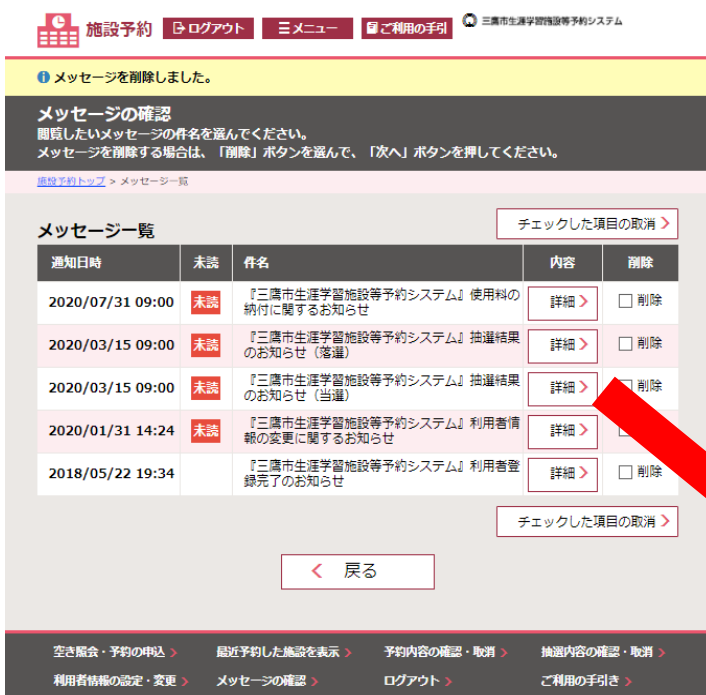 施設予約 ログアウト メニュー ご利用の手引 三鷹市生涯学習施設等予約システム
メッセージを削除しました。
メッセージの確認
閲覧したいメッセージの件名を選んでください。
メッセージを削除する場合は、「削除」ボタンを選んで、「次へ」ボタンを押してください。
施設予約トップ > メッセージ一覧
チェックした項目の取消
メッセージ一覧
通知日時 未読 件名 内容 削除
2020/07/31 09:00 未読 『三鷹市生涯学習施設等予約システム』使用料の
納付に関するお知らせ 詳細 削除
2020/03/15 09:00 未読 『三鷹市生涯学習施設等予約システム』抽選結果
のお知らせ（落選） 詳細 削除
2020/03/15 09:00 未読 『三鷹市生涯学習施設等予約システム』抽選結果
のお知らせ（当選） 詳細 削除
2020/01/31 14:24 未読 『三鷹市生涯学習施設等予約システム』利用者情
報の変更に関するお知らせ 詳細
2018/05/22 19:34 『三鷹市生涯学習施設等予約システム』利用者登
録完了のお知らせ 詳細 削除
チェックした項目の取消
戻る
空き照会・予約の申込 最近予約した施設を表示 予約内容の確認・取消 抽選内容の確認・取消
利用者情報の設定・変更 メッセージの確認 ログアウト ご利用の手引き